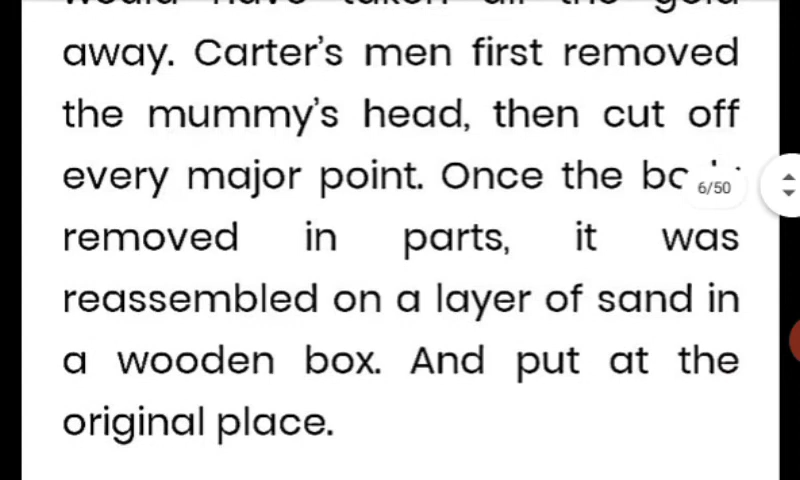 away. Carter's men first removed
the mummy's head, then cut off
every major point. Once the
6/50
removed in parts, it was
reassembled on a layer of sand in
a wooden box. And put at the
original place.